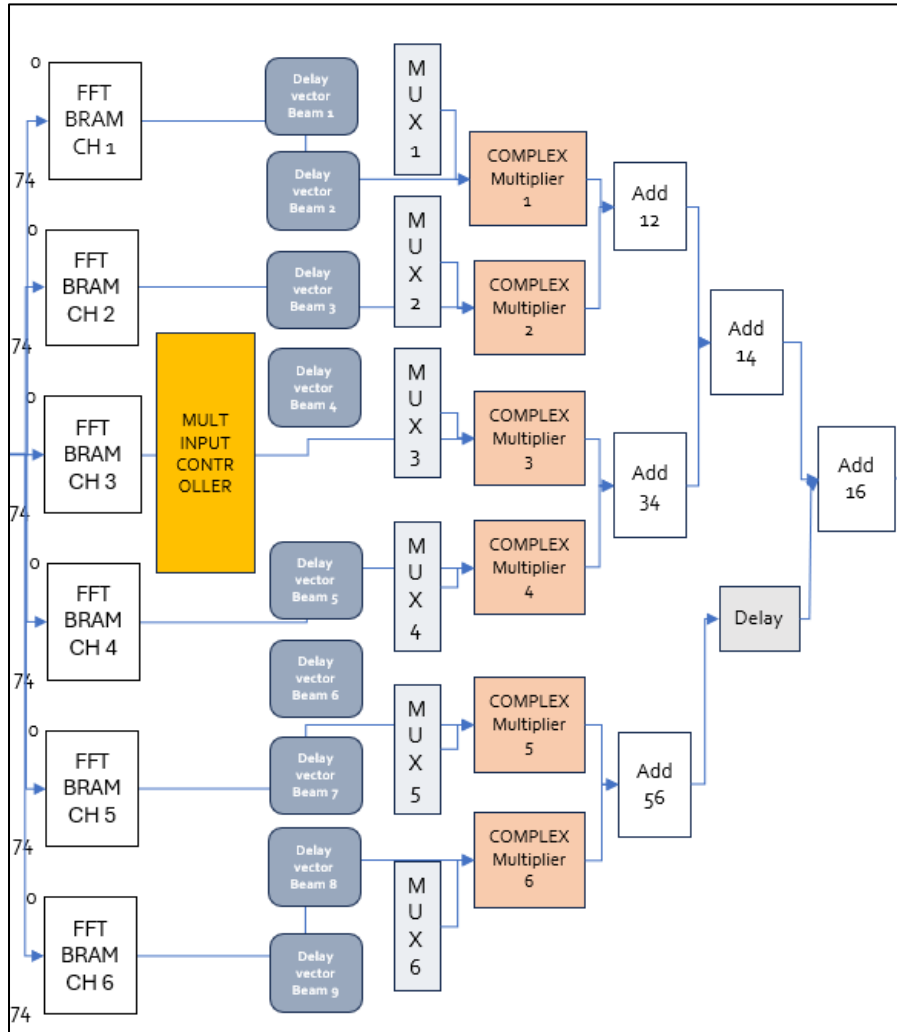 0
FFT
BRAM
CH 1
74
0
FFT
BRAM
CH 2
74
0
FFT
BRAM
CH 3
74
0
FFT
BRAM
CH 4
74
0
FFT
BRAM
CH 5
74
0
FFT
BRAM
CH 6
74
MULT
INPUT
CONTR
OLLER
Delay
vector
Beam 1
Delay
vector
Beam 2
Delay
vector
Beam 3
Delay
vector
Beam 4
Delay
vector
Beam 5
Delay
vector
Beam 6
Delay
vector
Beam 7
Delay
vector
Beam 8
Delay
vector
Beam 9
M
U
X
1
M
U
X
2
M
U
X
3
M
U
X
4
M
U
X
5
M
U
X
6
COMPLEX
Multiplier
1
COMPLEX
Multiplier
2
COMPLEX
Multiplier
3
COMPLEX
Multiplier
4
COMPLEX
Multiplier
5
COMPLEX
Multiplier
6
Add
12
Add
34
Add
56
Add
14
Delay
Add
16